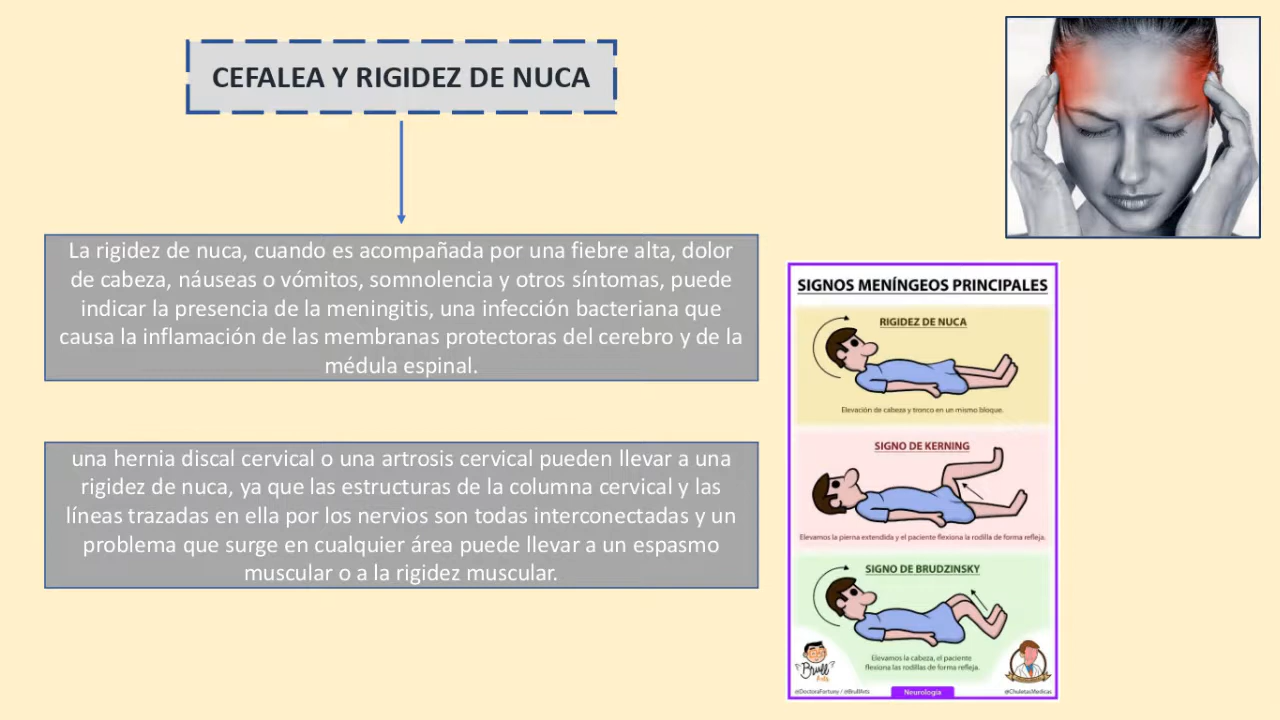 CEFALEA Y RIGIDEZ DE NUCA
La rigidez de nuca, cuando es acompañada por una fiebre alta, dolor
de cabeza, náuseas o vómitos, somnolencia y otros síntomas, puede
indicar la presencia de la meningitis, una infección bacteriana que
causa la inflamación de las membranas protectoras del cerebro y de la
médula espinal.
una hernia discal cervical o una artrosis cervical pueden llevar a una
rigidez de nuca, ya que las estructuras de la columna cervical y las
líneas trazadas en ella por los nervios son todas interconectadas y un
problema que surge en cualquier área puede llevar a un espasmo
muscular o a la rigidez muscular.
SIGNOS MENÍNGEOS PRINCIPALES
RIGIDEZ DE NUCA
Elevación de cabeza y tronco en un mismo bloque.
SIGNO DE KERNING
Elevamos la pierna extendida y el paciente flexiona la rodilla de forma refleja.
SIGNO DE BRUDZINSKY
Elevamos la cabeza, el paciente
flexiona las rodillas de forma refleja.
Brull
Arts
@DoctoraFortuny / @BrullArts
Neurología
@ChuletasMedicas